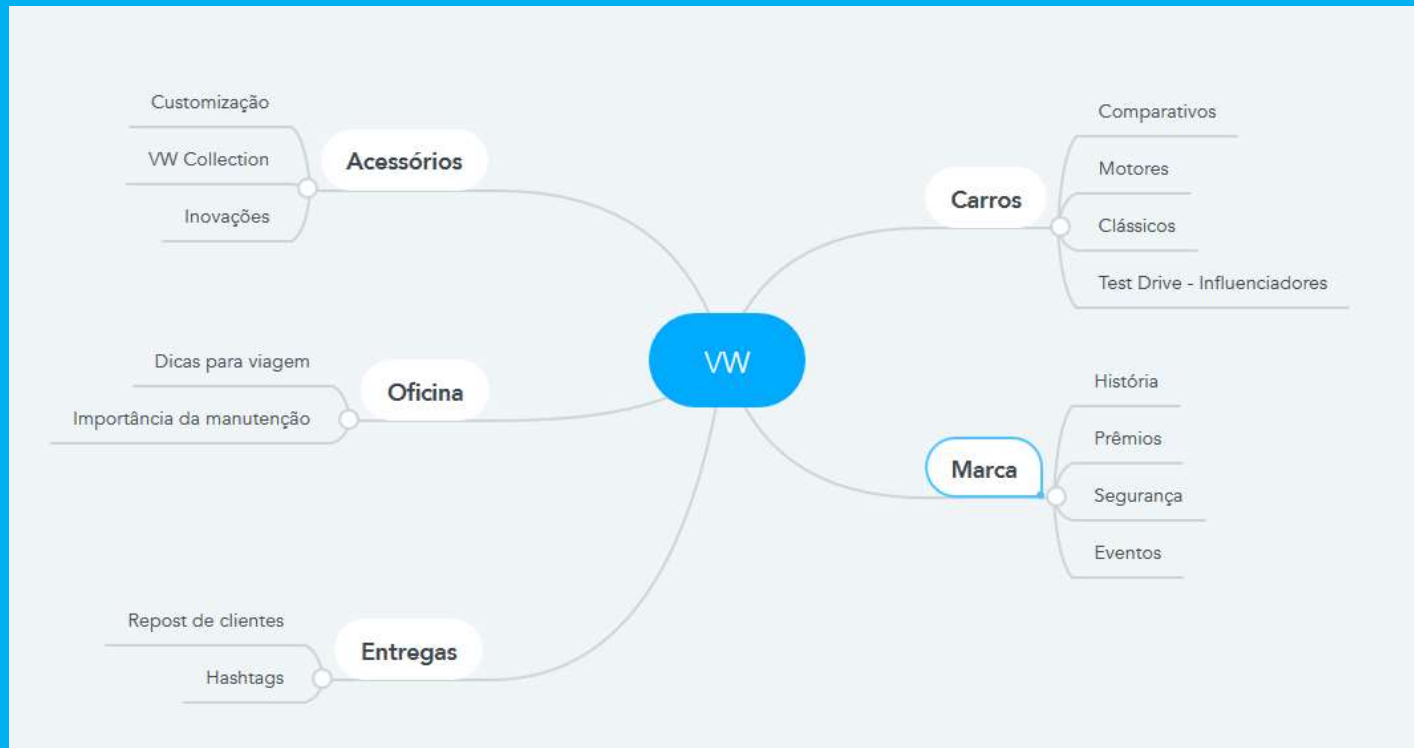 Customização
VW Collection
Inovações
Acessórios
Dicas para viagem
Importância da manutenção
Oficina
Repost de clientes
Hashtags
Entregas
VW
Carros
Comparativos
Motores
Clássicos
Test Drive - Influenciadores
Marca
História
Prêmios
Segurança
Eventos